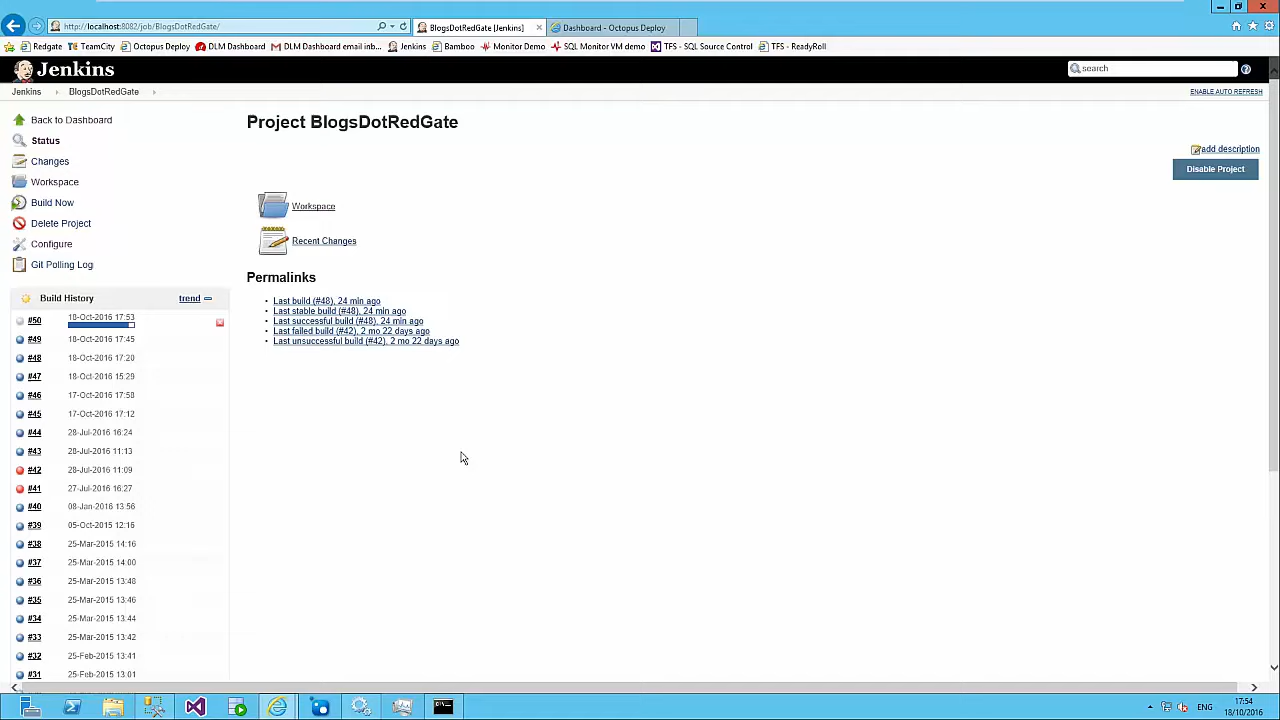 http://localhost:8082/job/BlogsDotRedGate/
BlogsDotRedGate [Jenkins]
Dashboard - Octopus Deploy
Redgate
TeamCity
Octopus Deploy
DLM Dashboard
DLM Dashboard email inb...
Jenkins
Bamboo
Monitor Demo
SQL Monitor VM demo
TFS - SQL Source Control
TFS - ReadyRoll
Jenkins
search
Jenkins
BlogsDotRedGate
ENABLE AUTO REFRESH
Back to Dashboard
Status
Changes
Workspace
Build Now
Delete Project
Configure
Git Polling Log
Project BlogsDotRedGate
add description
Disable Project
Workspace
Recent Changes
Permalinks
Last build (#48), 24 min ago
Last stable build (#48), 24 min ago
Last successful build (#48), 24 min ago
Last failed build (#42), 2 mo 22 days ago
Last unsuccessful build (#42), 2 mo 22 days ago
Build History
trend
#50 18-Oct-2016 17:53
#49 18-Oct-2016 17:45
#48 18-Oct-2016 17:20
#47 18-Oct-2016 15:29
#46 17-Oct-2016 17:58
#45 17-Oct-2016 17:12
#44 28-Jul-2016 16:24
#43 28-Jul-2016 11:13
#42 28-Jul-2016 11:09
#41 27-Jul-2016 16:27
#40 08-Jan-2016 13:56
#39 05-Oct-2015 12:16
#38 25-Mar-2015 14:16
#37 25-Mar-2015 14:00
#36 25-Mar-2015 13:48
#35 25-Mar-2015 13:46
#34 25-Mar-2015 13:44
#33 25-Mar-2015 13:42
#32 25-Feb-2015 13:41
#31 25-Feb-2015 13:01
ENG
17:54
18/10/2016